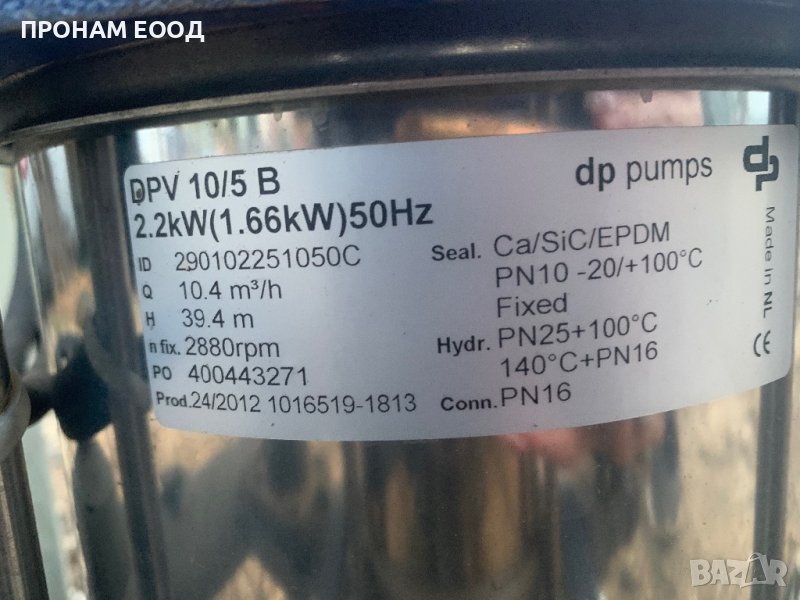 ПРОНАМ ЕООД
DPV 10/5 B
2.2kW(1.66kW)50Hz
dp pumps
ID 290102251050C
Q 10.4 m³/h
H 39.4 m
n fix. 2880rpm
PO 400443271
Prod.24/2012 1016519-1813
Seal. Ca/SiC/EPDM
PN10 -20/+100°C
Fixed
Hydr. PN25+100°C
140°C+PN16
Conn. PN16
Made in NL
CE
BAZAR